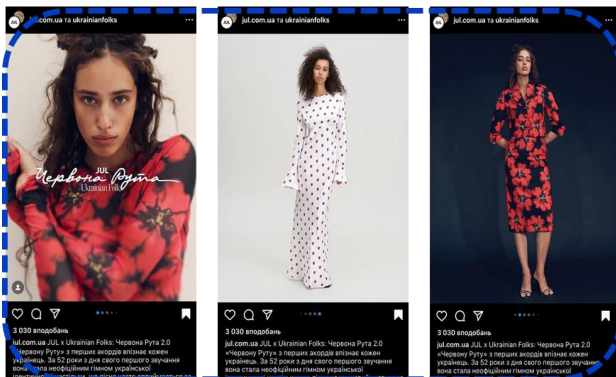 jul.com.ua та ukrainianfolks
JUL
Червона Рута
Ukrainian Folks
3 030 вподобань
jul.com.ua JUL x Ukrainian Folks: Червона Рута 2.0
«Червону Руту» з перших акордів впізнає кожен
українець. За 52 роки з дня свого першого звучання
вона стала неофіційним гімном української
jul.com.ua та ukrainianfolks
3 030 вподобань
jul.com.ua JUL x Ukrainian Folks: Червона Рута 2.0
«Червону Руту» з перших акордів впізнає кожен
українець. За 52 роки з дня свого першого звучання
вона стала неофіційним гімном української
jul.com.ua та ukrainianfolks
3 030 вподобань
jul.com.ua JUL x Ukrainian Folks: Червона Рута 2.0
«Червону Руту» з перших акордів впізнає кожен
українець. За 52 роки з дня свого першого звучання
вона стала неофіційним гімном української